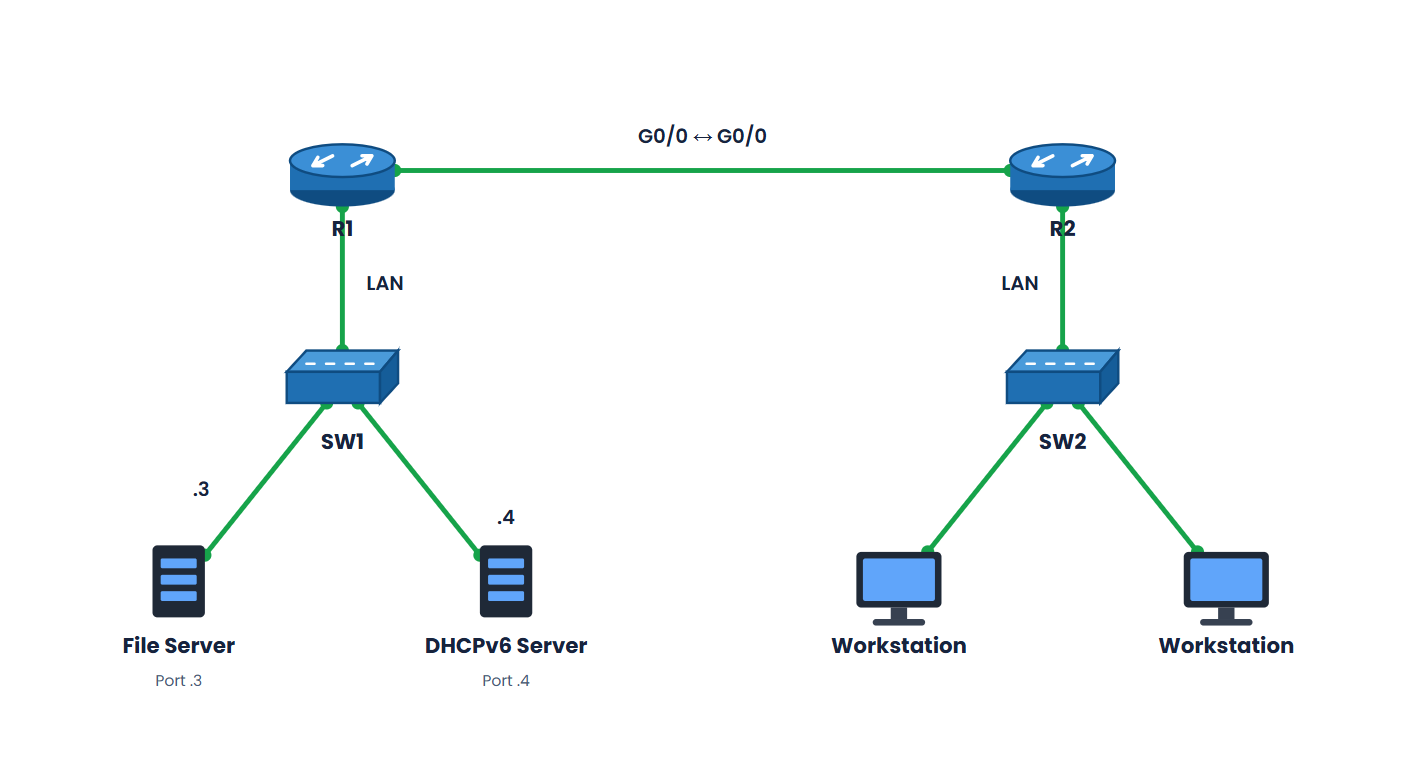 G0/0 ↔ G0/0
R1
R2
LAN
LAN
SW1
SW2
.3
.4
File Server
DHCPv6 Server
Workstation
Workstation
Port .3
Port .4